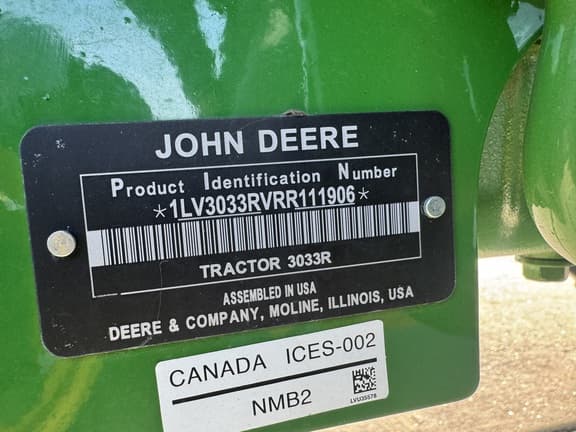 JOHN DEERE
Product Identification Number
*1LV3033RVRR111906*
TRACTOR 3033R
ASSEMBLED IN USA
DEERE & COMPANY, MOLINE, ILLINOIS, USA
CANADA ICES-002
NMB2
LVU35578